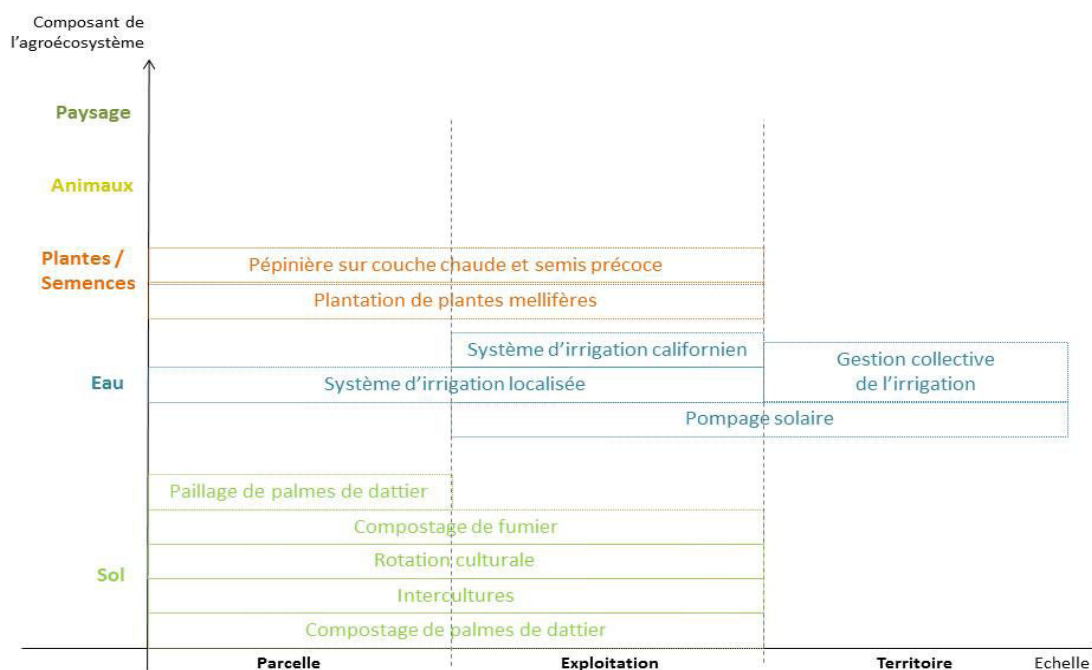 Composant de
l'agroécosystème
Paysage
Animaux
Plantes /
Semences
Pépinière sur couche chaude et semis précoce
Plantation de plantes mellifères
Eau
Système d'irrigation californien
Gestion collective
de l'irrigation
Système d'irrigation localisée
Pompage solaire
Sol
Paillage de palmes de dattier
Compostage de fumier
Rotation culturale
Intercultures
Compostage de palmes de dattier
Parcelle
Exploitation
Territoire
Echelle